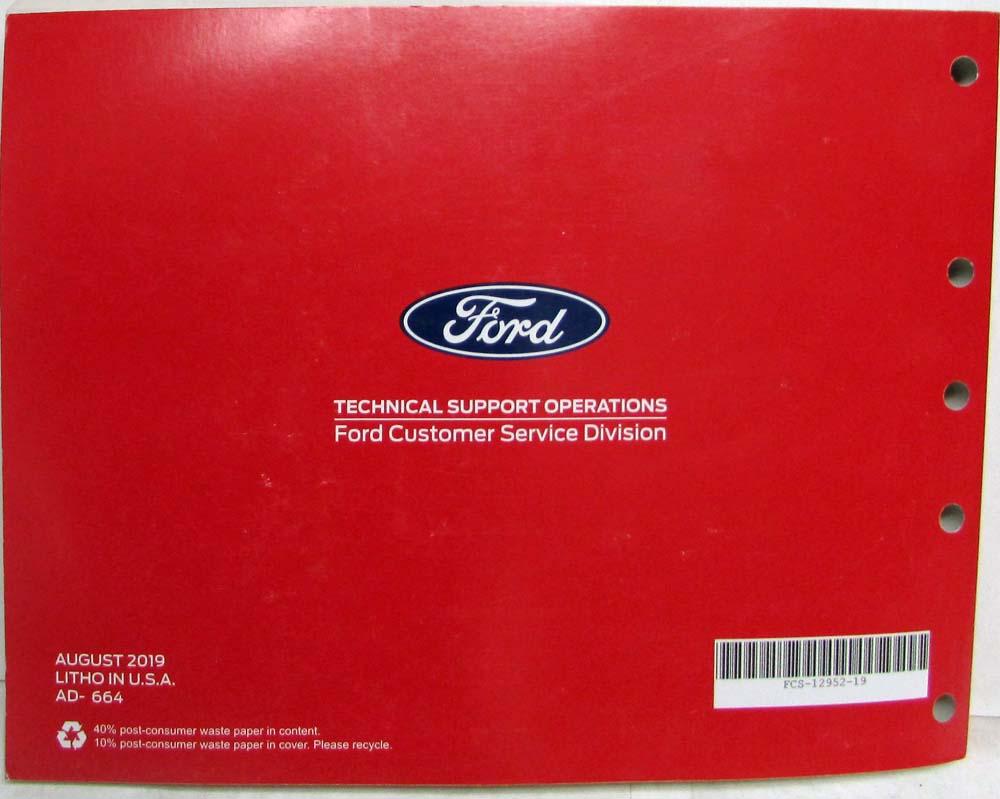 Ford
TECHNICAL SUPPORT OPERATIONS
Ford Customer Service Division
AUGUST 2019
LITHO IN U.S.A.
AD- 664
40% post-consumer waste paper in content.
10% post-consumer waste paper in cover. Please recycle.
FCS-12952-19